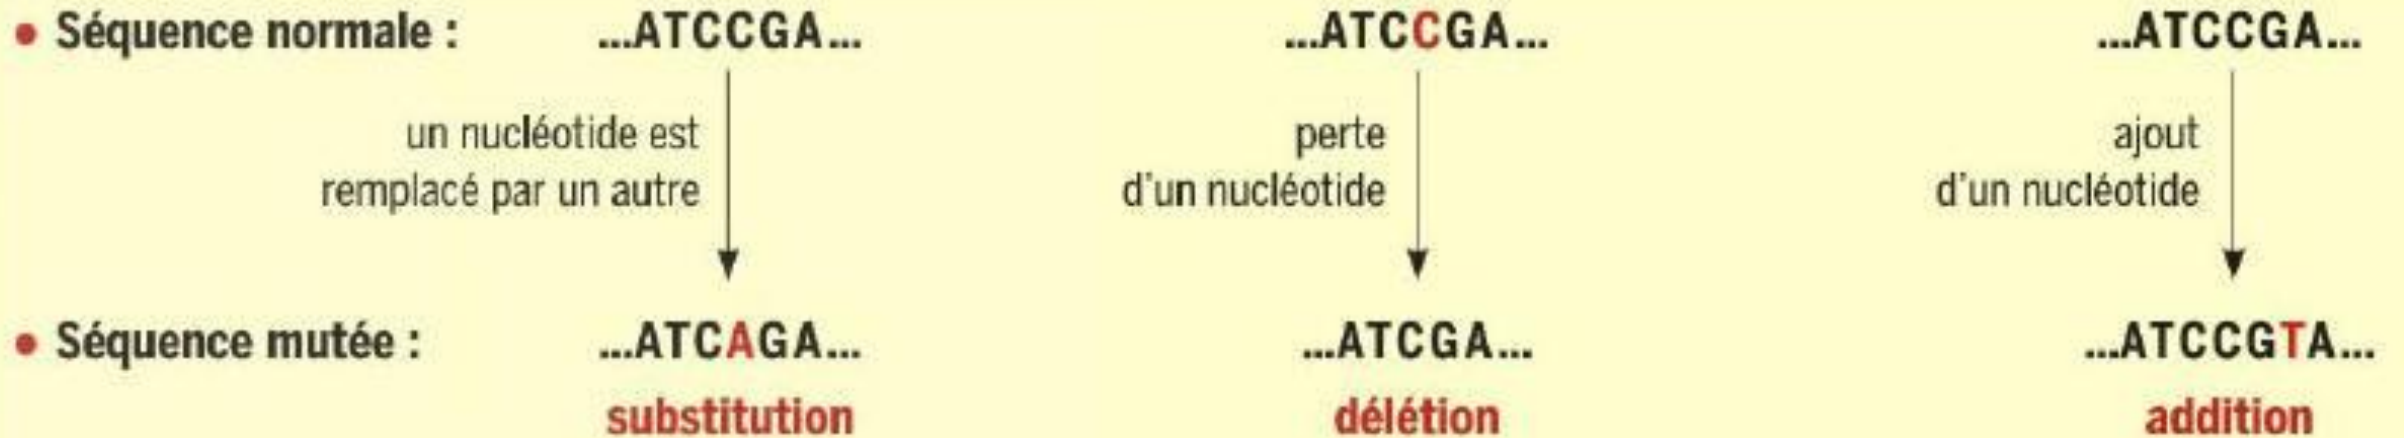 • Séquence normale : ...ATCCGA... ...ATCCGA... ...ATCCGA...
un nucléotide est perte ajout
remplacé par un autre d'un nucléotide d'un nucléotide
• Séquence mutée : ...ATCAGA... ...ATCGA... ...ATCCGTA...
substitution délétion addition